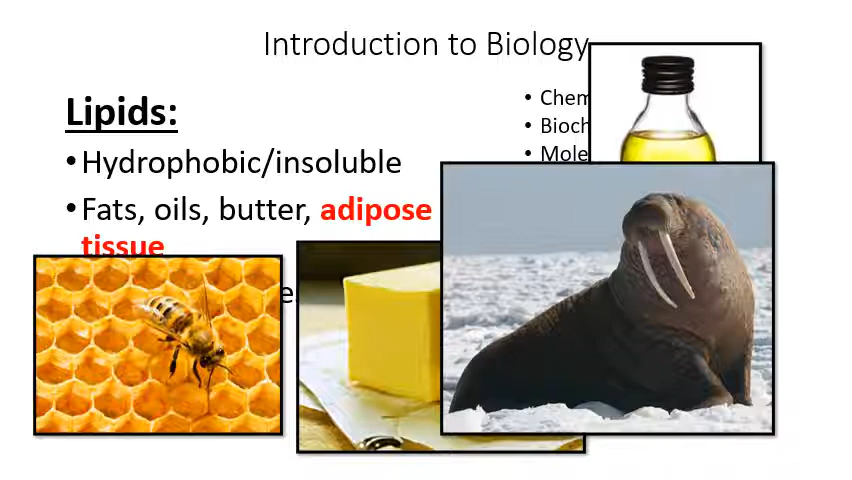 Introduction to Biology
Lipids:
• Hydrophobic/insoluble
• Fats, oils, butter, adipose
tissue
• Chem
• Bioch
• Mole